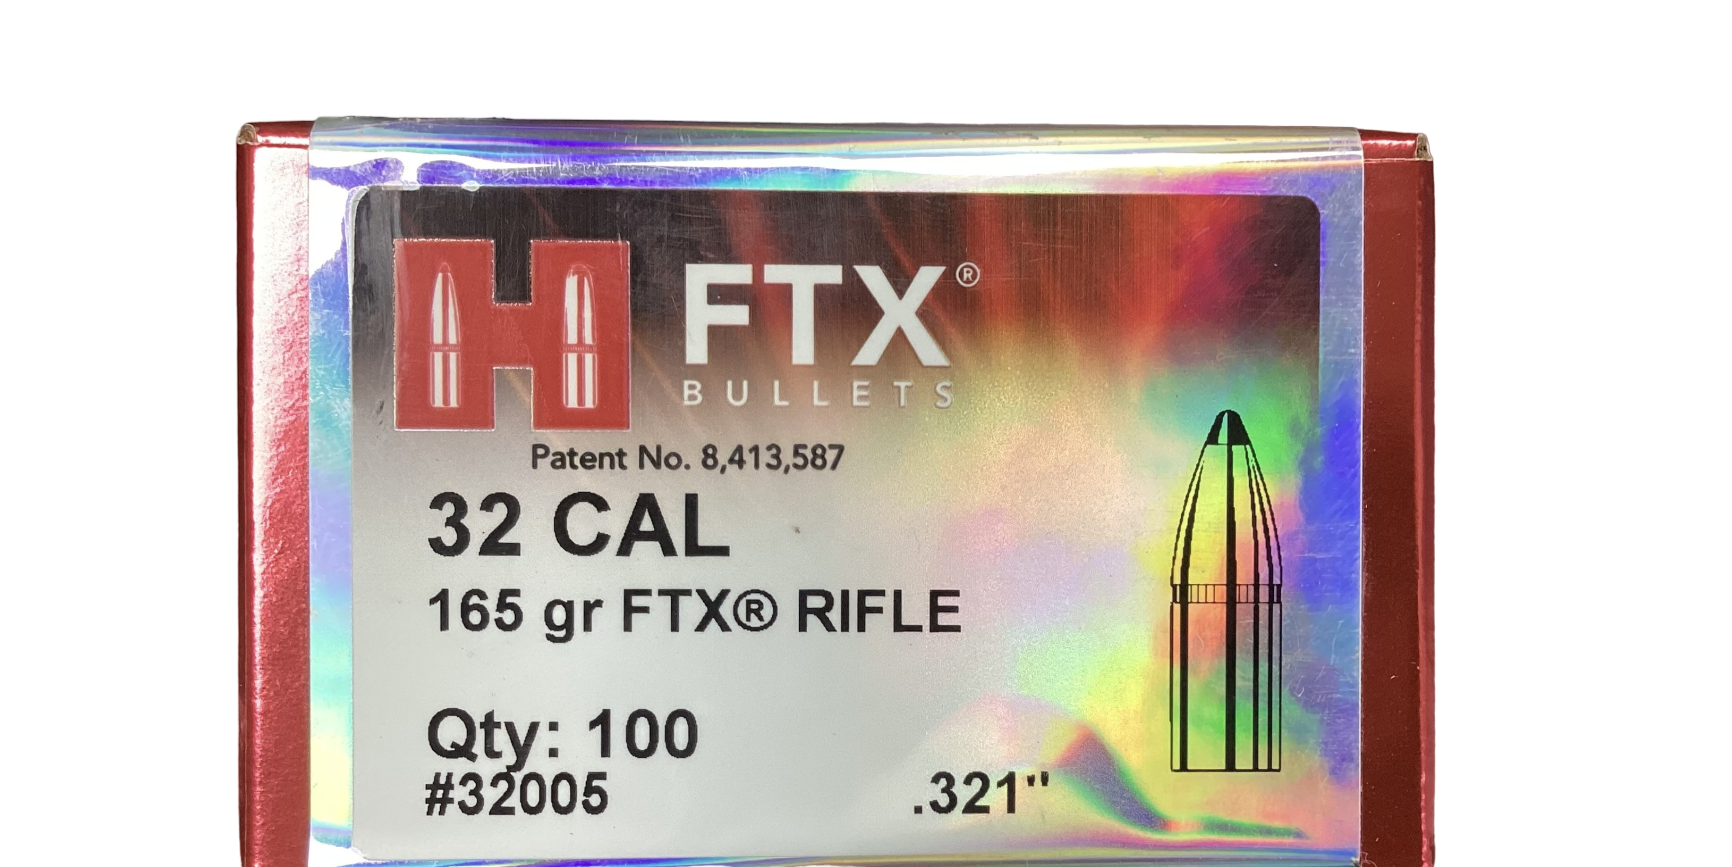 H FTX®
BULLETS
Patent No. 8,413,587
32 CAL
165 gr FTX® RIFLE
Qty: 100
#32005
.321"